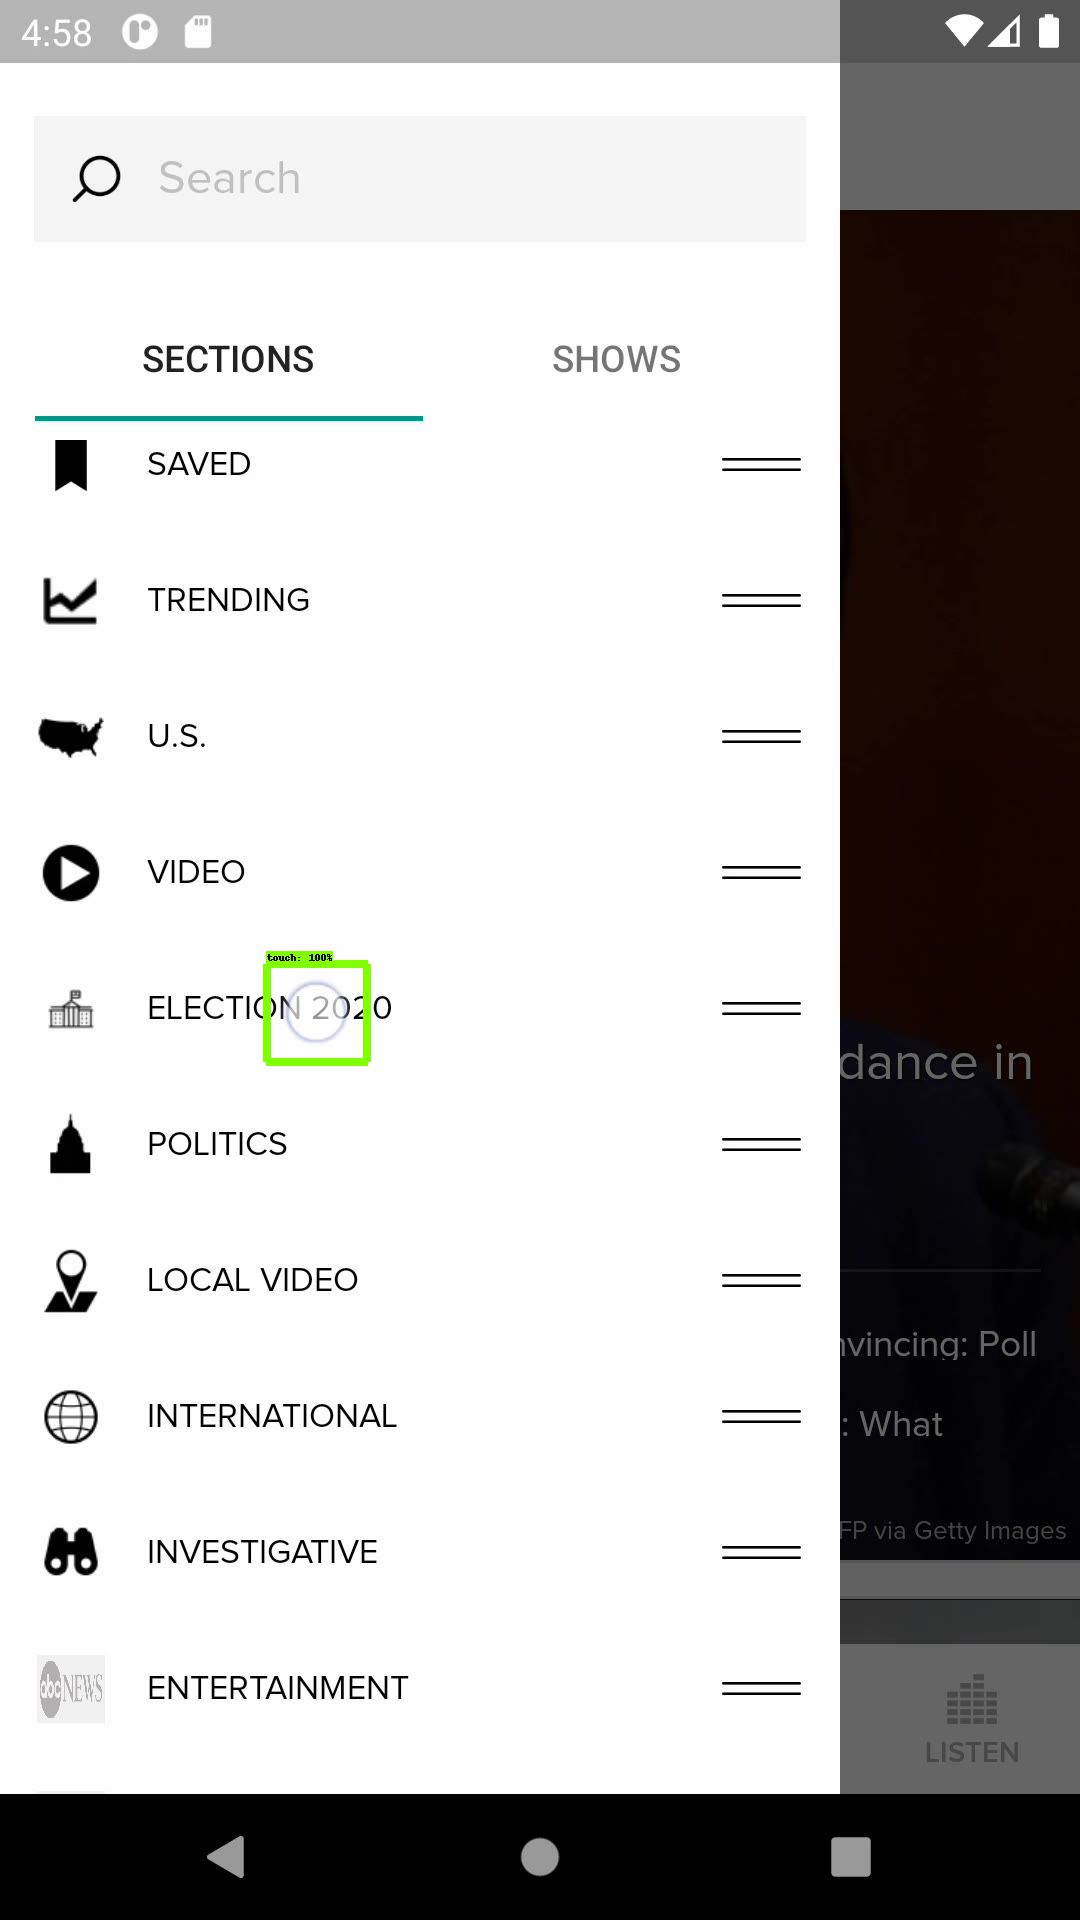 4:58
Search
SECTIONS
SHOWS
SAVED
TRENDING
U.S.
VIDEO
touch: 100%
ELECTION 2020
dance in
POLITICS
LOCAL VIDEO
nvincing: Poll
INTERNATIONAL
: What
FP via Getty Images
INVESTIGATIVE
abc NEWS
ENTERTAINMENT
LISTEN